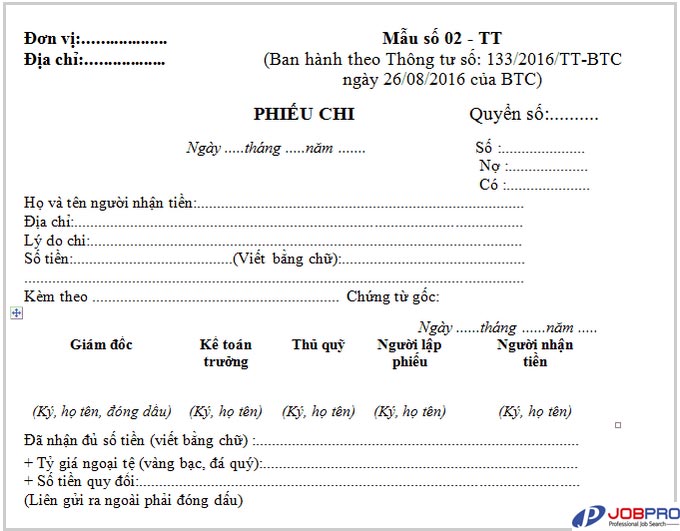 Đơn vị:.....................
Địa chỉ:....................
Mẫu số 02 - TT
(Ban hành theo Thông tư số: 133/2016/TT-BTC
ngày 26/08/2016 của BTC)
PHIẾU CHI
Quyển số:..........
Ngày .....tháng .....năm .......
Số :.....................
Nợ :....................
Có :.....................
Họ và tên người nhận tiền:..................................................................................
Địa chỉ:................................................................................................................
Lý do chi:............................................................................................................
Số tiền:........................................(Viết bằng chữ):..............................................
.............................................................................................................................
Kèm theo .............................................................. Chứng từ gốc:
Ngày ......tháng ......năm .....
Giám đốc Kế toán trưởng Thủ quỹ Người lập phiếu Người nhận tiền
(Ký, họ tên, đóng dấu) (Ký, họ tên) (Ký, họ tên) (Ký, họ tên) (Ký, họ tên)
Đã nhận đủ số tiền (viết bằng chữ) :.................................................................................
+ Tỷ giá ngoại tệ (vàng bạc, đá quý):...............................................................................
+ Số tiền quy đổi:..............................................................................................................
(Liên gửi ra ngoài phải đóng dấu)
JOBPRO
Professional Job Search